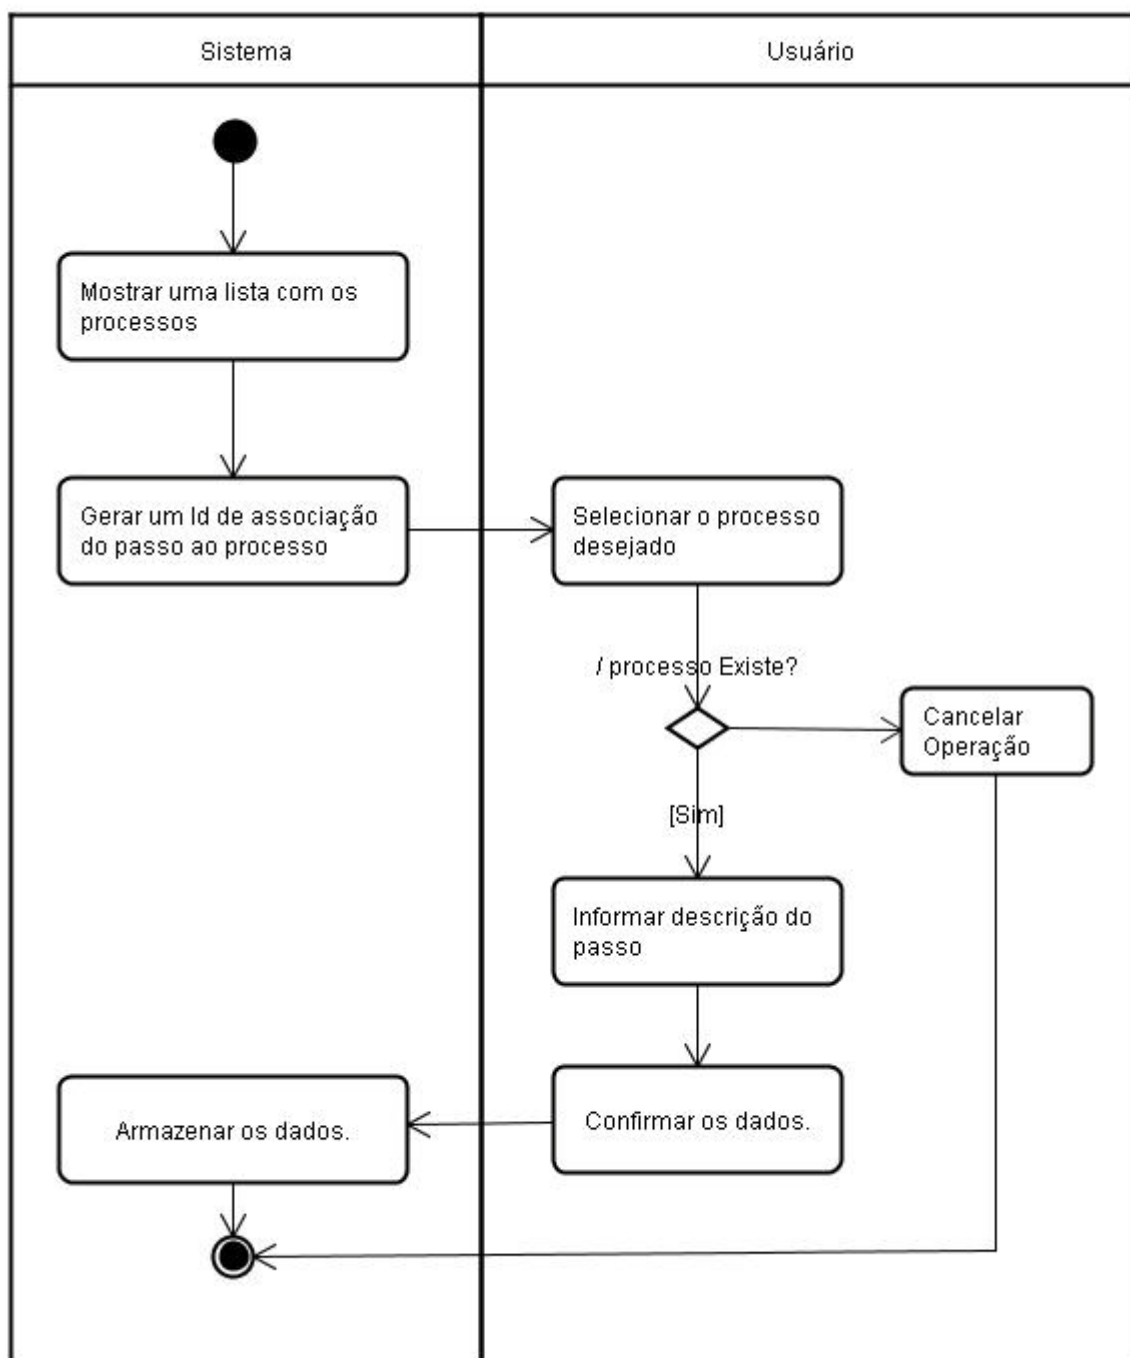 Sistema
Usuário
Mostrar uma lista com os
processos
Gerar um Id de associação
do passo ao processo
Selecionar o processo
desejado
/ processo Existe?
Cancelar
Operação
[Sim]
Informar descrição do
passo
Confirmar os dados.
Armazenar os dados.